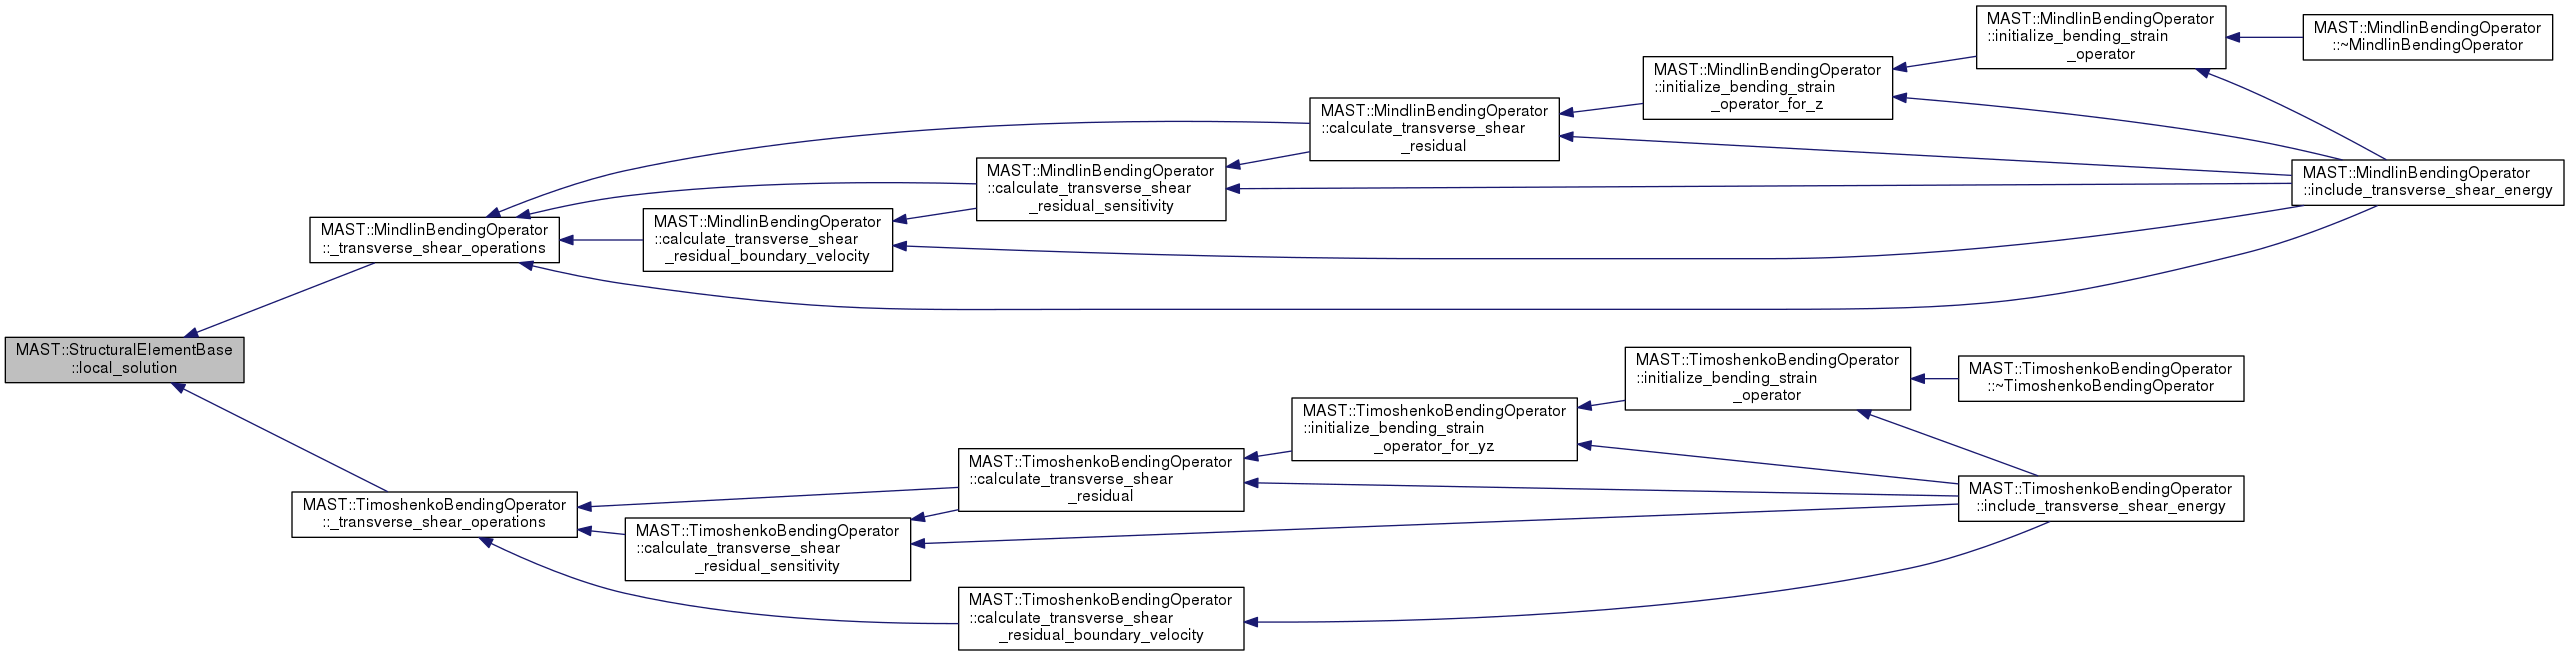 MAST::MindlinBendingOperator
::initialize_bending_strain
_operator
MAST::MindlinBendingOperator
::~MindlinBendingOperator
MAST::MindlinBendingOperator
::initialize_bending_strain
_operator_for_z
MAST::MindlinBendingOperator
::calculate_transverse_shear
_residual
MAST::MindlinBendingOperator
::calculate_transverse_shear
_residual_sensitivity
MAST::MindlinBendingOperator
::include_transverse_shear_energy
MAST::MindlinBendingOperator
::calculate_transverse_shear
_residual_boundary_velocity
MAST::MindlinBendingOperator
::_transverse_shear_operations
MAST::StructuralElementBase
::local_solution
MAST::TimoshenkoBendingOperator
::initialize_bending_strain
_operator
MAST::TimoshenkoBendingOperator
::~TimoshenkoBendingOperator
MAST::TimoshenkoBendingOperator
::initialize_bending_strain
_operator_for_yz
MAST::TimoshenkoBendingOperator
::calculate_transverse_shear
_residual
MAST::TimoshenkoBendingOperator
::include_transverse_shear_energy
MAST::TimoshenkoBendingOperator
::_transverse_shear_operations
MAST::TimoshenkoBendingOperator
::calculate_transverse_shear
_residual_sensitivity
MAST::TimoshenkoBendingOperator
::calculate_transverse_shear
_residual_boundary_velocity